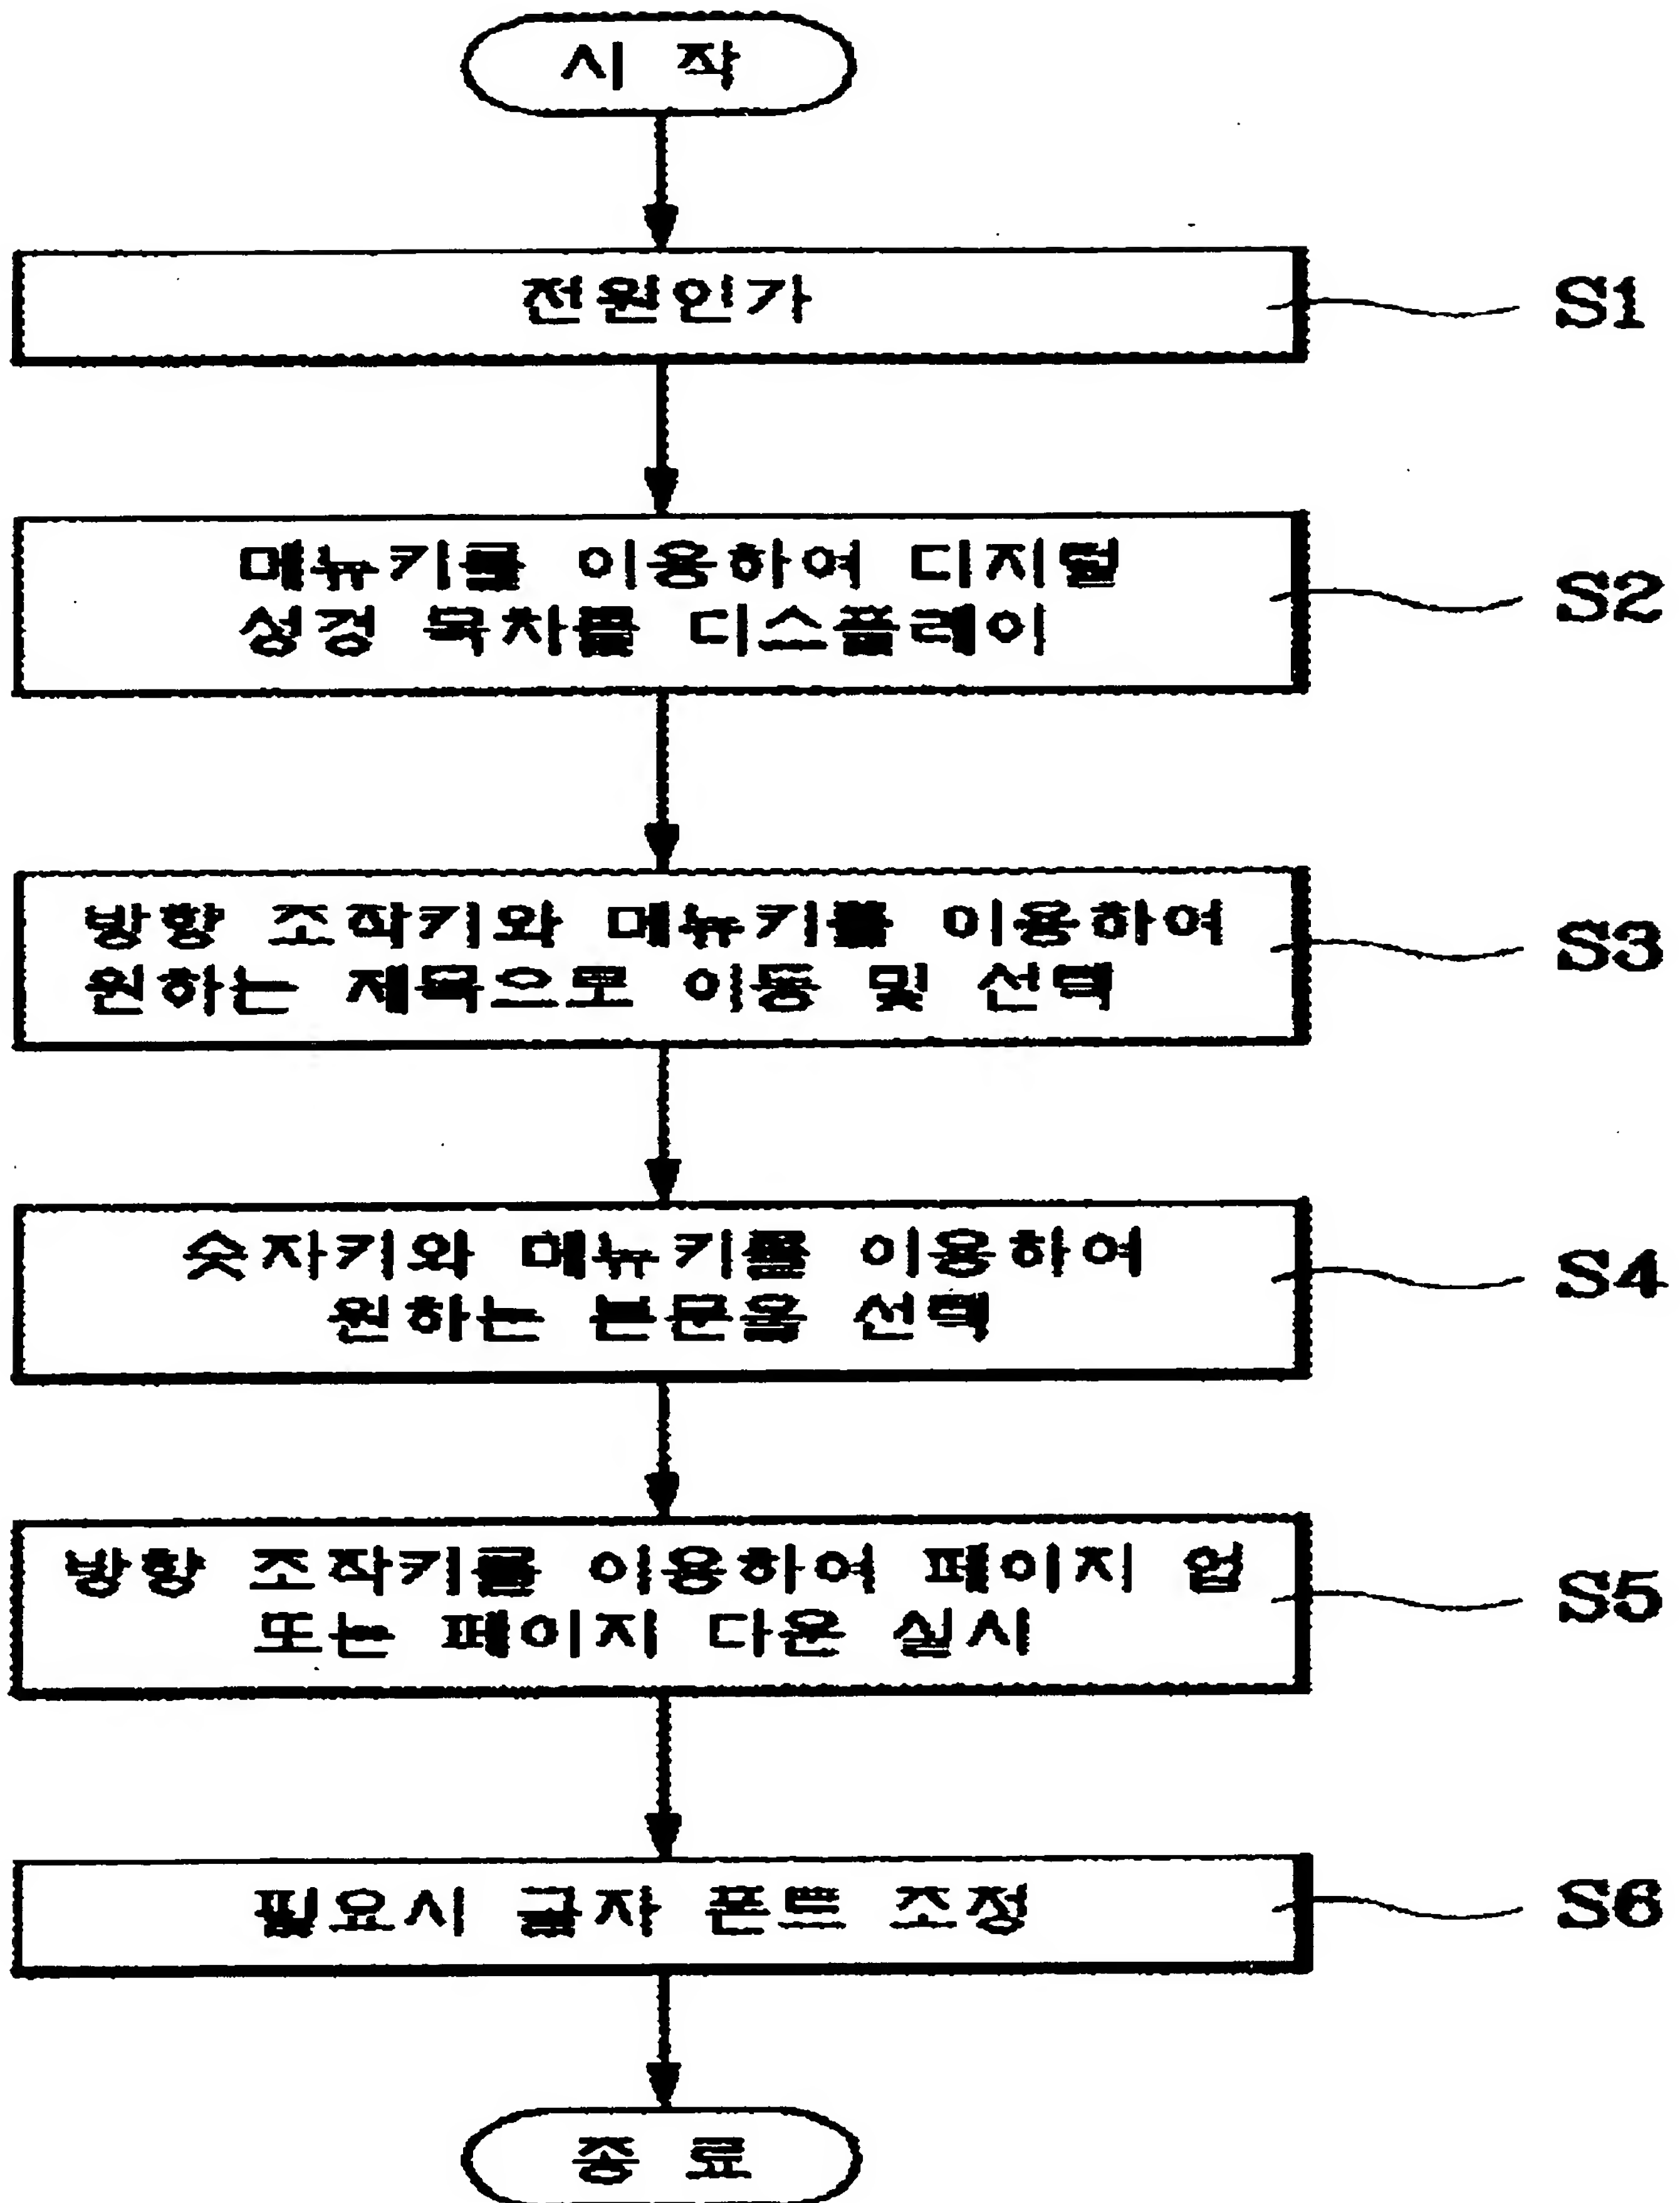 시 작
전원인가
S1
메뉴키를 이용하여 디지털
성경 목차를 디스플레이
S2
방향 조작키와 메뉴키를 이용하여
원하는 제목으로 이동 및 선택
S3
숫자키와 메뉴키를 이용하여
원하는 본문을 선택
S4
방향 조작키를 이용하여 페이지 업
또는 페이지 다운 실시
S5
필요시 글자 폰트 조정
S6
종 료